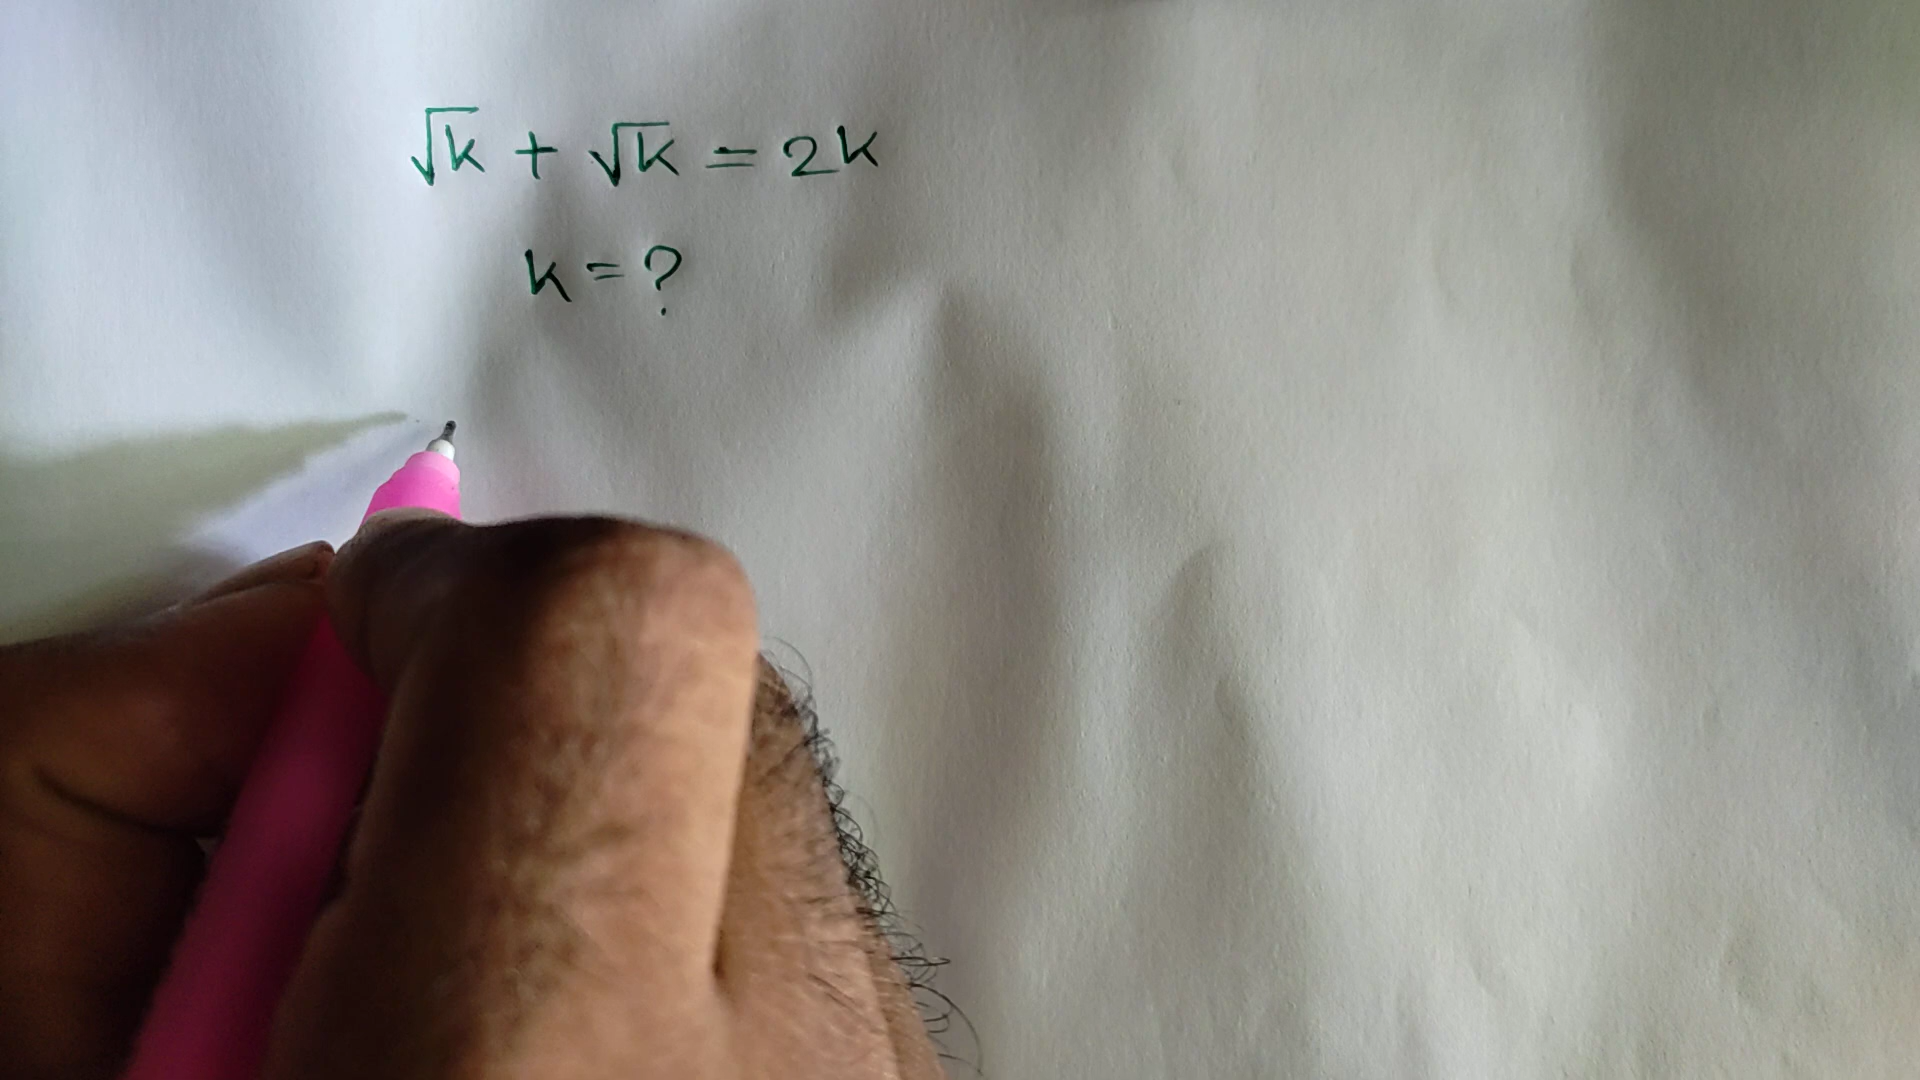 √k + √k = 2k
k = ?